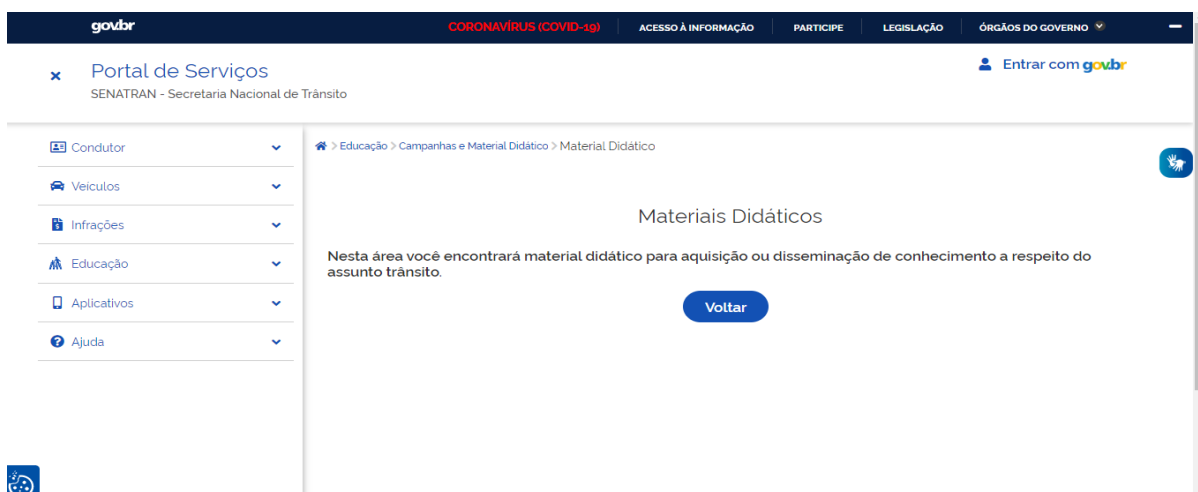 gov.br CORONAVÍRUS (COVID-19) ACESSO À INFORMAÇÃO PARTICIPE LEGISLAÇÃO ÓRGÃOS DO GOVERNO
Portal de Serviços
SENATRAN - Secretaria Nacional de Trânsito
Entrar com gov.br
Condutor
Veículos
Infrações
Educação
Aplicativos
Ajuda
> Educação > Campanhas e Material Didático > Material Didático
Materiais Didáticos
Nesta área você encontrará material didático para aquisição ou disseminação de conhecimento a respeito do
assunto trânsito.
Voltar